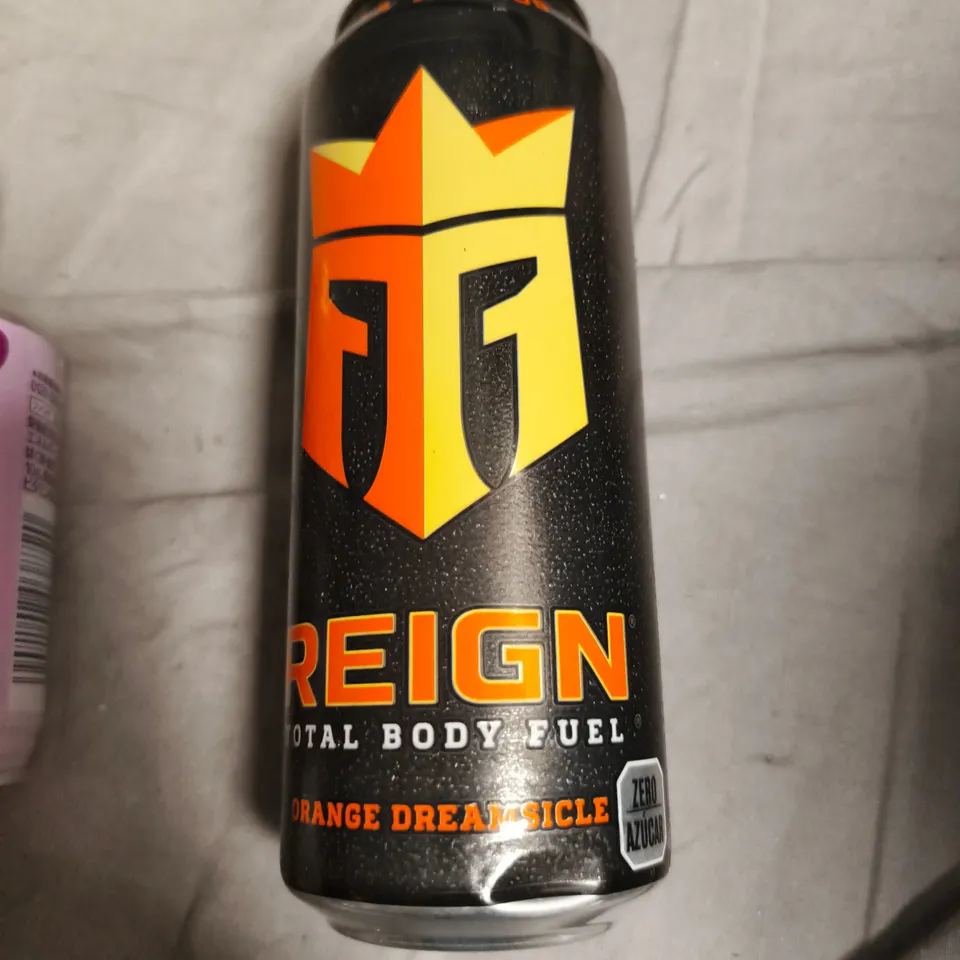 REIGN®
TOTAL BODY FUEL®
ORANGE DREAMSICLE
ZERO
AZÚCAR